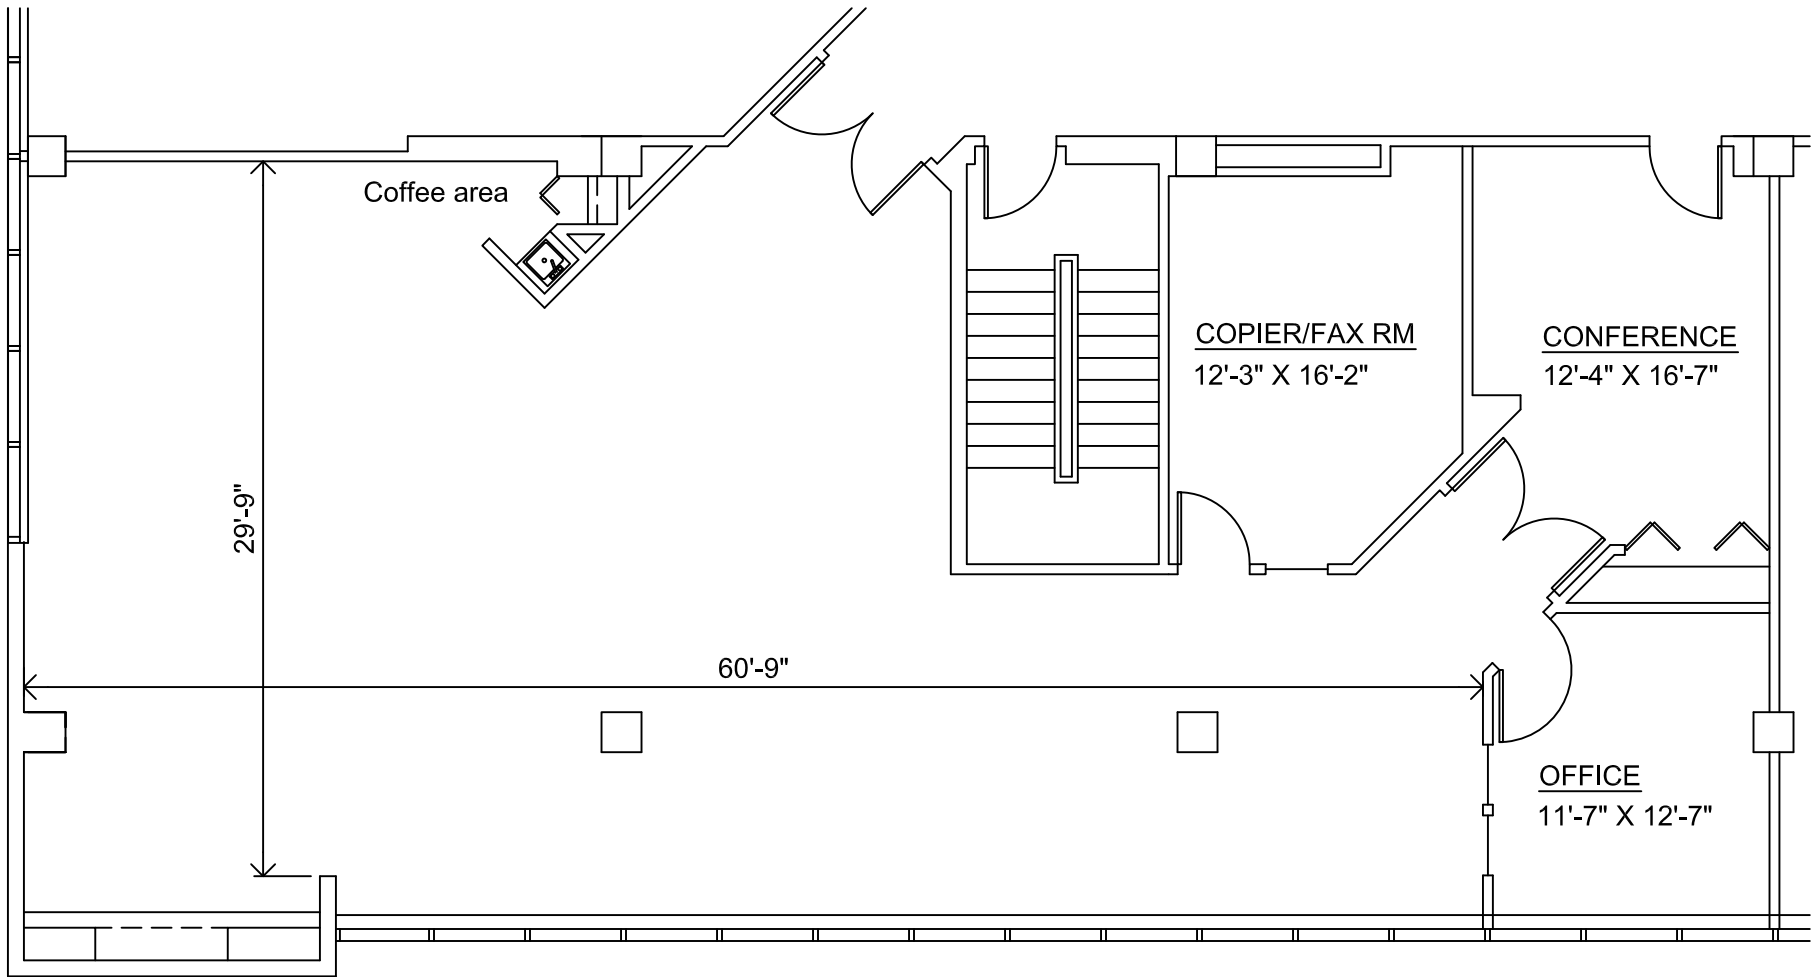 Coffee area
COPIER/FAX RM
12'-3" X 16'-2"
CONFERENCE
12'-4" X 16'-7"
29'-9"
60'-9"
OFFICE
11'-7" X 12'-7"